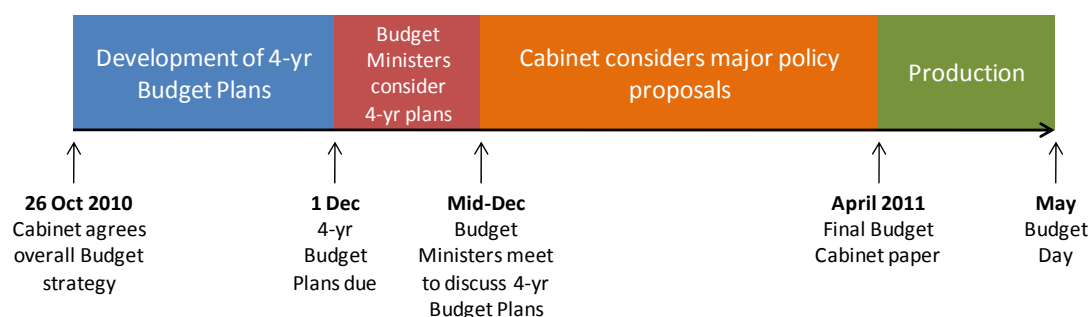 Development of 4-yr
Budget Plans
Budget
Ministers
consider
4-yr plans
Cabinet considers major policy
proposals
Production
26 Oct 2010
Cabinet agrees
overall Budget
strategy
1 Dec
4-yr
Budget
Plans due
Mid-Dec
Budget
Ministers meet
to discuss 4-yr
Budget Plans
April 2011
Final Budget
Cabinet paper
May
Budget
Day